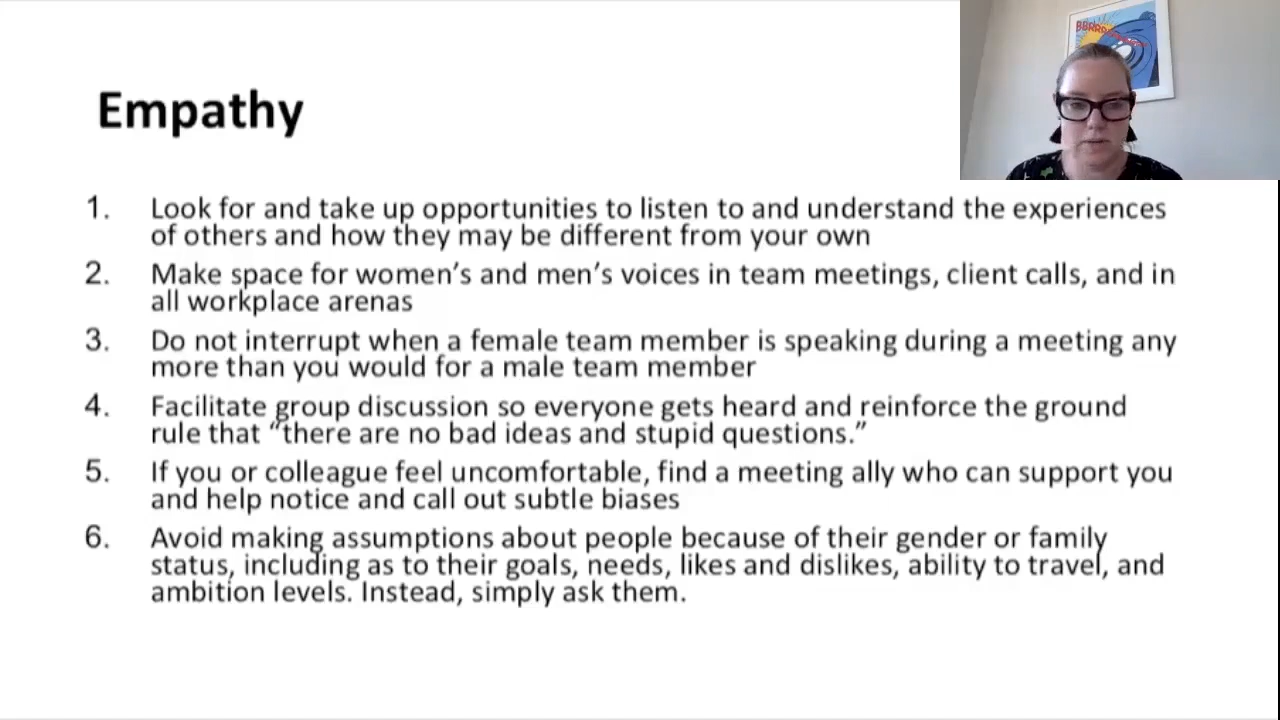 Empathy
1. Look for and take up opportunities to listen to and understand the experiences
of others and how they may be different from your own
2. Make space for women’s and men’s voices in team meetings, client calls, and in
all workplace arenas
3. Do not interrupt when a female team member is speaking during a meeting any
more than you would for a male team member
4. Facilitate group discussion so everyone gets heard and reinforce the ground
rule that “there are no bad ideas and stupid questions.”
5. If you or colleague feel uncomfortable, find a meeting ally who can support you
and help notice and call out subtle biases
6. Avoid making assumptions about people because of their gender or family
status, including as to their goals, needs, likes and dislikes, ability to travel, and
ambition levels. Instead, simply ask them.